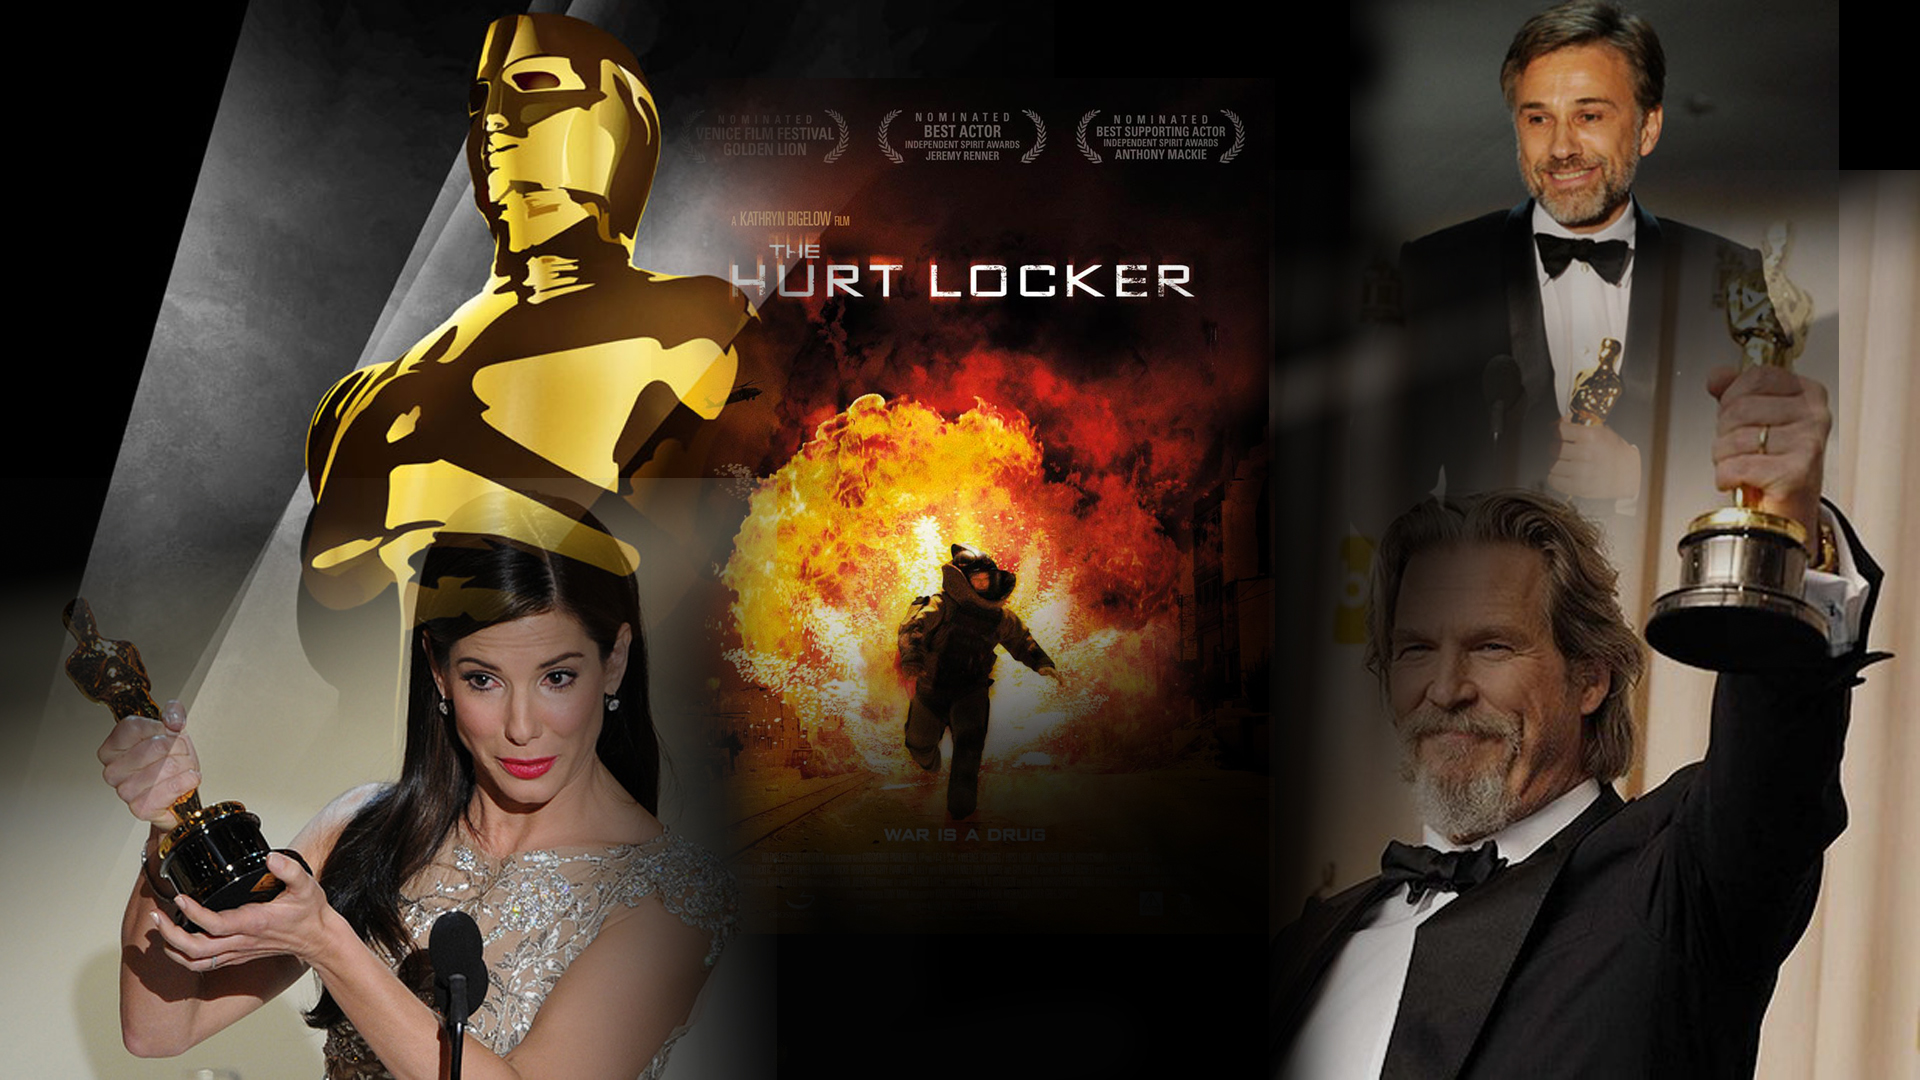 NOMINATED
VENICE FILM FESTIVAL
GOLDEN LION
NOMINATED
BEST ACTOR
INDEPENDENT SPIRIT AWARDS
JEREMY RENNER
NOMINATED
BEST SUPPORTING ACTOR
INDEPENDENT SPIRIT AWARDS
ANTHONY MACKIE
A KATHRYN BIGELOW FILM
THE
HURT LOCKER
WAR IS A DRUG